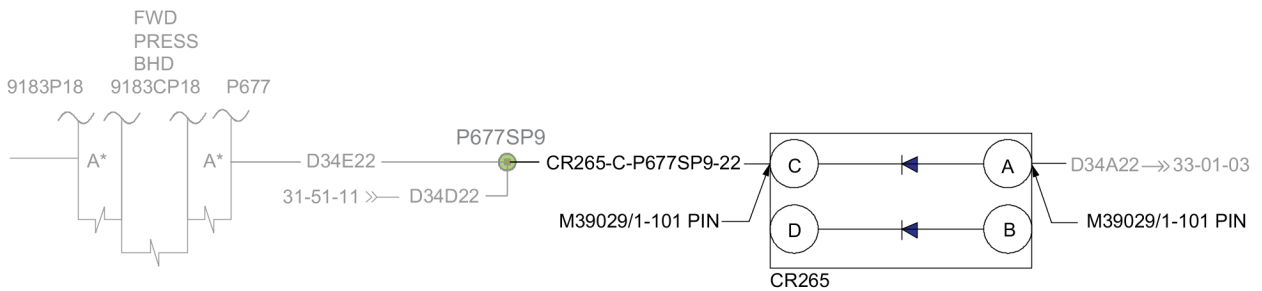 FWD
PRESS
BHD
9183P18 9183CP18 P677
P677SP9
A* A* D34E22 CR265-C-P677SP9-22 C A D34A22 33-01-03
31-51-11 D34D22
M39029/1-101 PIN M39029/1-101 PIN
D B
CR265